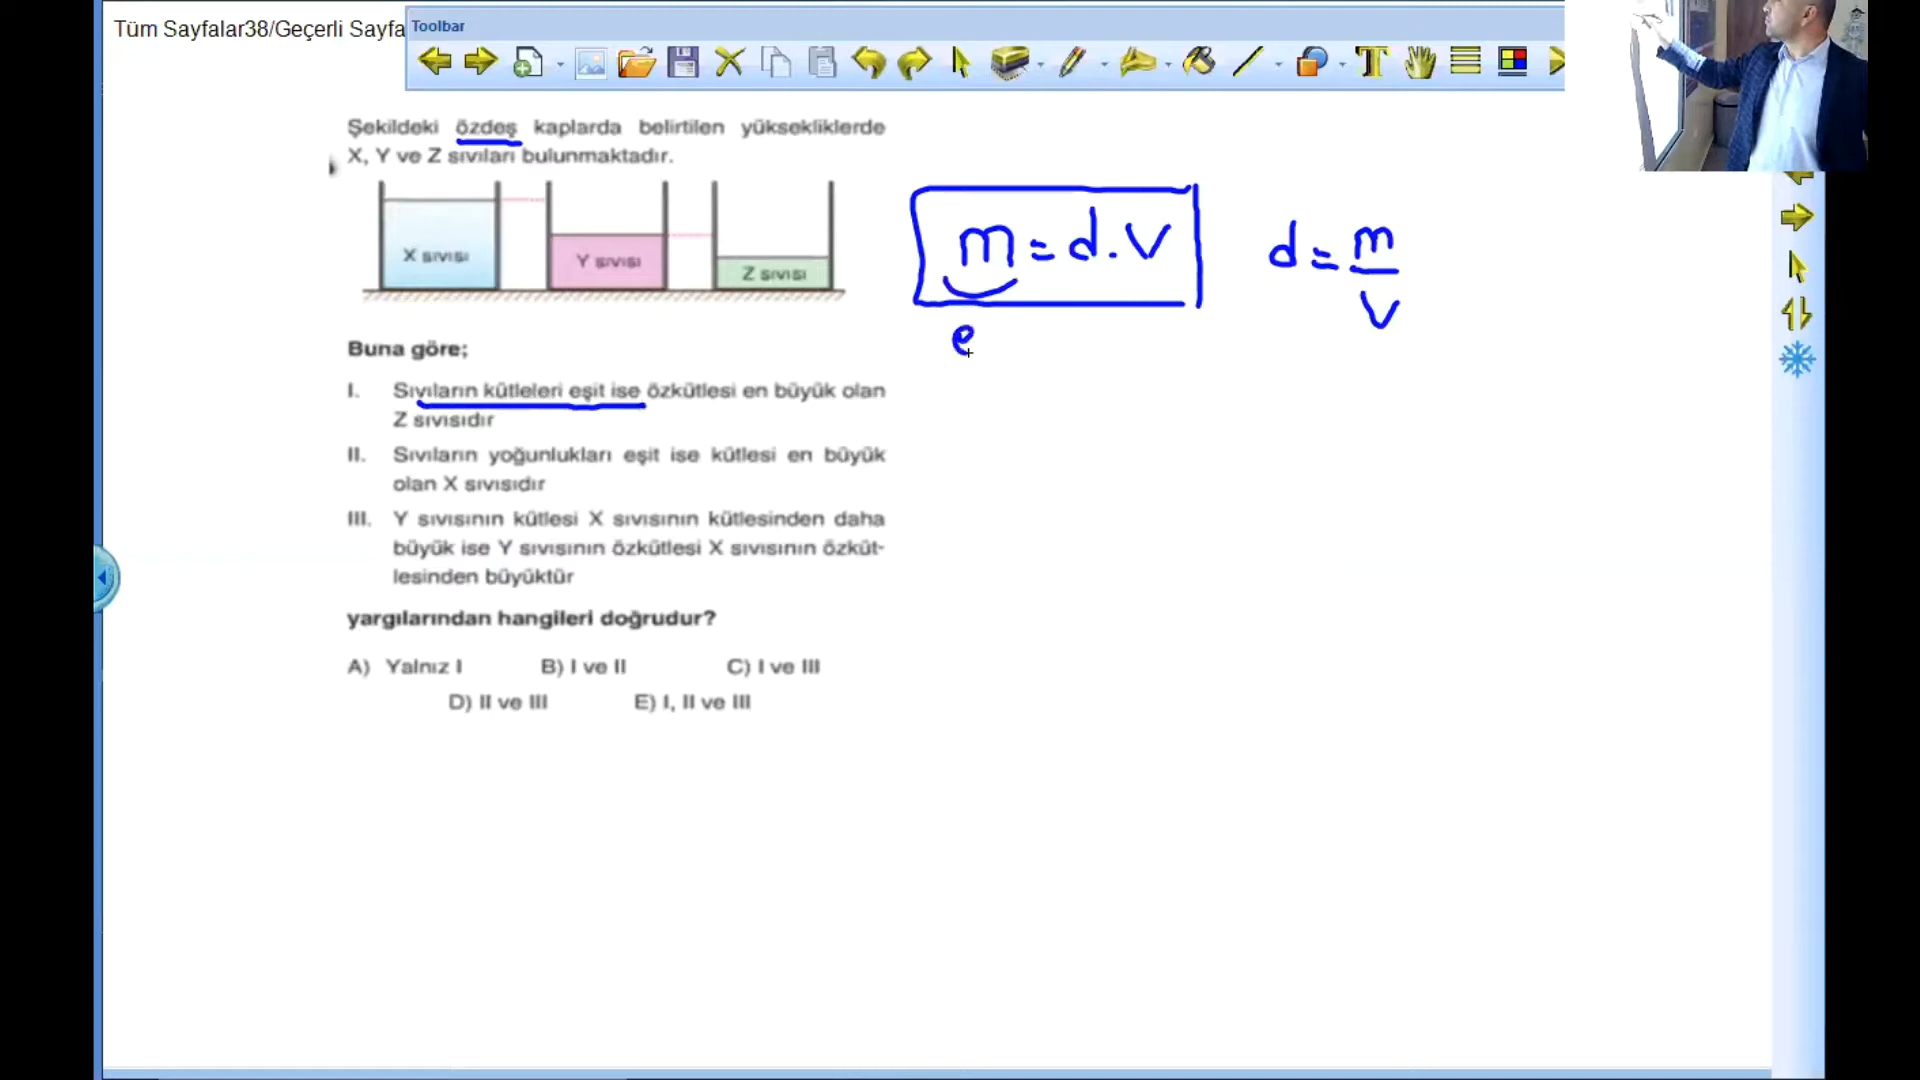 Tüm Sayfalar38/Geçerli Sayfa
Toolbar
Şekildeki özdeş kaplarda belirtilen yüksekliklerde
X, Y ve Z sıvıları bulunmaktadır.
X sıvısı
Y sıvısı
Z sıvısı
m = d . V
d = m
V
e
Buna göre;
I. Sıvıların kütleleri eşit ise özkütlesi en büyük olan
Z sıvısıdır
II. Sıvıların yoğunlukları eşit ise kütlesi en büyük
olan X sıvısıdır
III. Y sıvısının kütlesi X sıvısının kütlesinden daha
büyük ise Y sıvısının özkütlesi X sıvısının özküt-
lesinden büyüktür
yargılarından hangileri doğrudur?
A) Yalnız I B) I ve II C) I ve III
D) II ve III E) I, II ve III